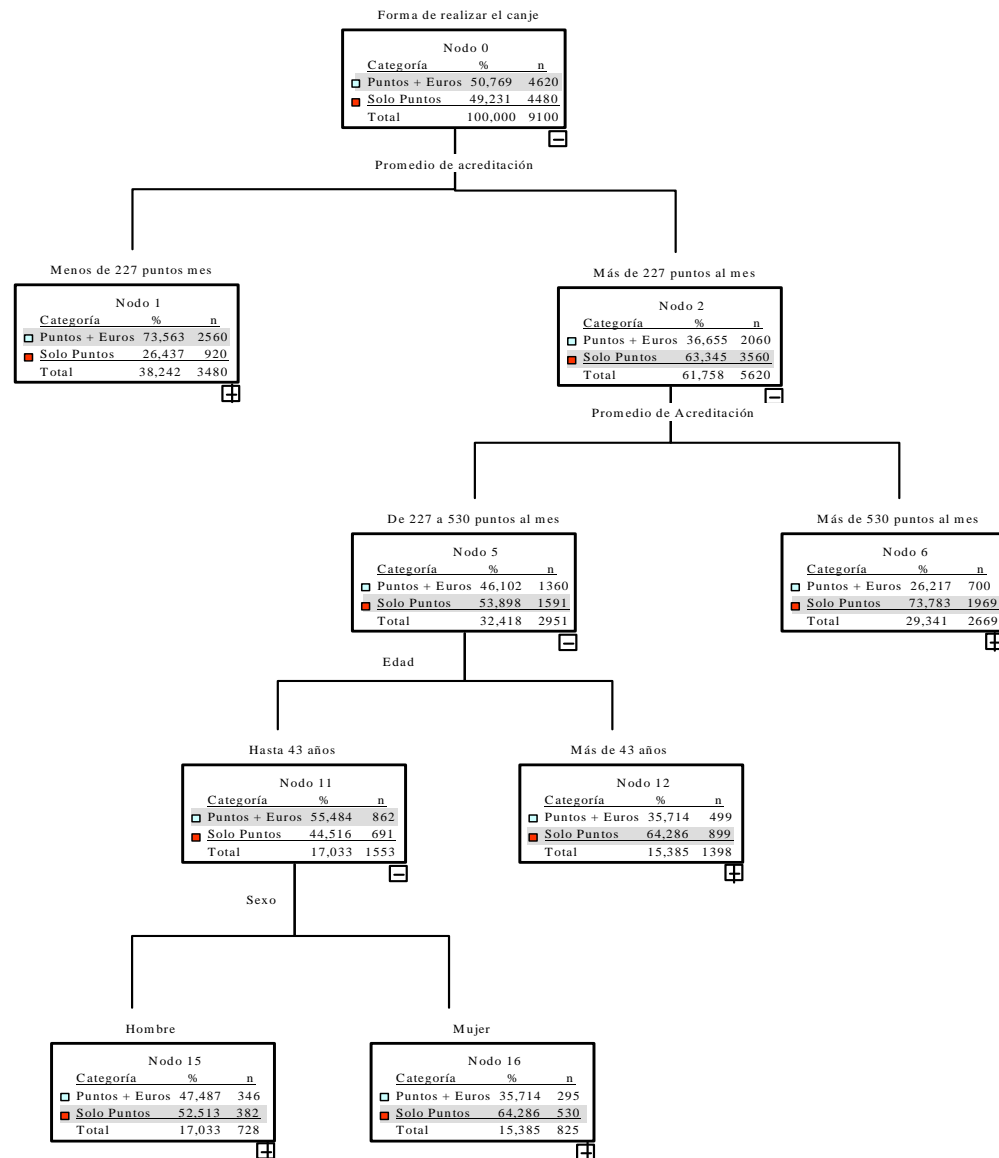 Forma de realizar el canje
Nodo 0
Categoría % n
Puntos + Euros 50,769 4620
Solo Puntos 49,231 4480
Total 100,000 9100
Promedio de acreditación
Menos de 227 puntos mes
Nodo 1
Categoría % n
Puntos + Euros 73,563 2560
Solo Puntos 26,437 920
Total 38,242 3480
Más de 227 puntos al mes
Nodo 2
Categoría % n
Puntos + Euros 36,655 2060
Solo Puntos 63,345 3560
Total 61,758 5620
Promedio de Acreditación
De 227 a 530 puntos al mes
Nodo 5
Categoría % n
Puntos + Euros 46,102 1360
Solo Puntos 53,898 1591
Total 32,418 2951
Más de 530 puntos al mes
Nodo 6
Categoría % n
Puntos + Euros 26,217 700
Solo Puntos 73,783 1969
Total 29,341 2669
Edad
Hasta 43 años
Nodo 11
Categoría % n
Puntos + Euros 55,484 862
Solo Puntos 44,516 691
Total 17,033 1553
Más de 43 años
Nodo 12
Categoría % n
Puntos + Euros 35,714 499
Solo Puntos 64,286 899
Total 15,385 1398
Sexo
Hombre
Nodo 15
Categoría % n
Puntos + Euros 47,487 346
Solo Puntos 52,513 382
Total 17,033 728
Mujer
Nodo 16
Categoría % n
Puntos + Euros 35,714 295
Solo Puntos 64,286 530
Total 15,385 825